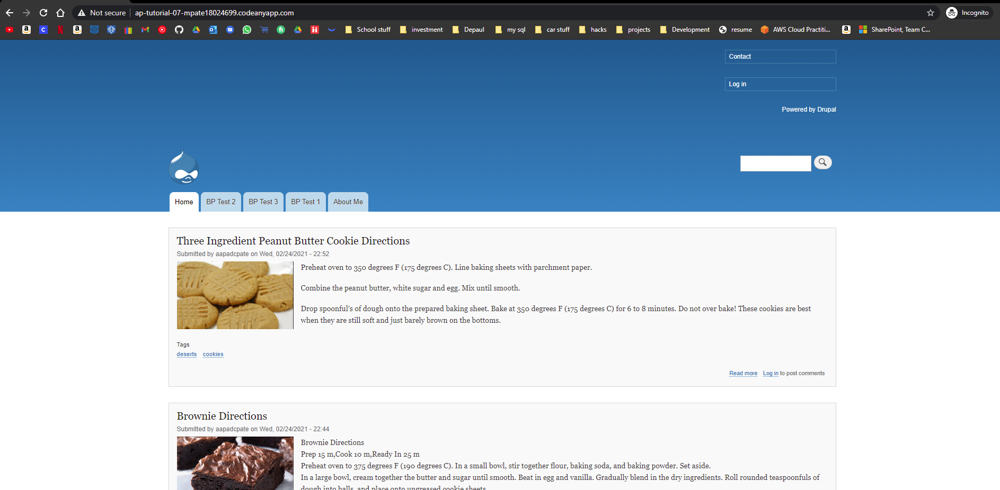 Not secure ap-tutorial-07-mpate18024699.codeanyapp.com Incognito
School stuff investment Depaul my sql car stuff hacks projects Development resume AWS Cloud Practiti... SharePoint, Team C...
Contact
Log in
Powered by Drupal
Home BP Test 2 BP Test 3 BP Test 1 About Me
Three Ingredient Peanut Butter Cookie Directions
Submitted by aapadcpate on Wed, 02/24/2021 - 22:52
Preheat oven to 350 degrees F (175 degrees C). Line baking sheets with parchment paper.
Combine the peanut butter, white sugar and egg. Mix until smooth.
Drop spoonful’s of dough onto the prepared baking sheet. Bake at 350 degrees F (175 degrees C) for 6 to 8 minutes. Do not over bake! These cookies are best
when they are still soft and just barely brown on the bottoms.
Tags
deserts cookies
Read more Log in to post comments
Brownie Directions
Submitted by aapadcpate on Wed, 02/24/2021 - 22:44
Brownie Directions
Prep 15 m,Cook 10 m,Ready In 25 m
Preheat oven to 375 degrees F (190 degrees C). In a small bowl, stir together flour, baking soda, and baking powder. Set aside.
In a large bowl, cream together the butter and sugar until smooth. Beat in egg and vanilla. Gradually blend in the dry ingredients. Roll rounded teaspoonfuls of
dough into balls, and place onto ungreased cookie sheets.